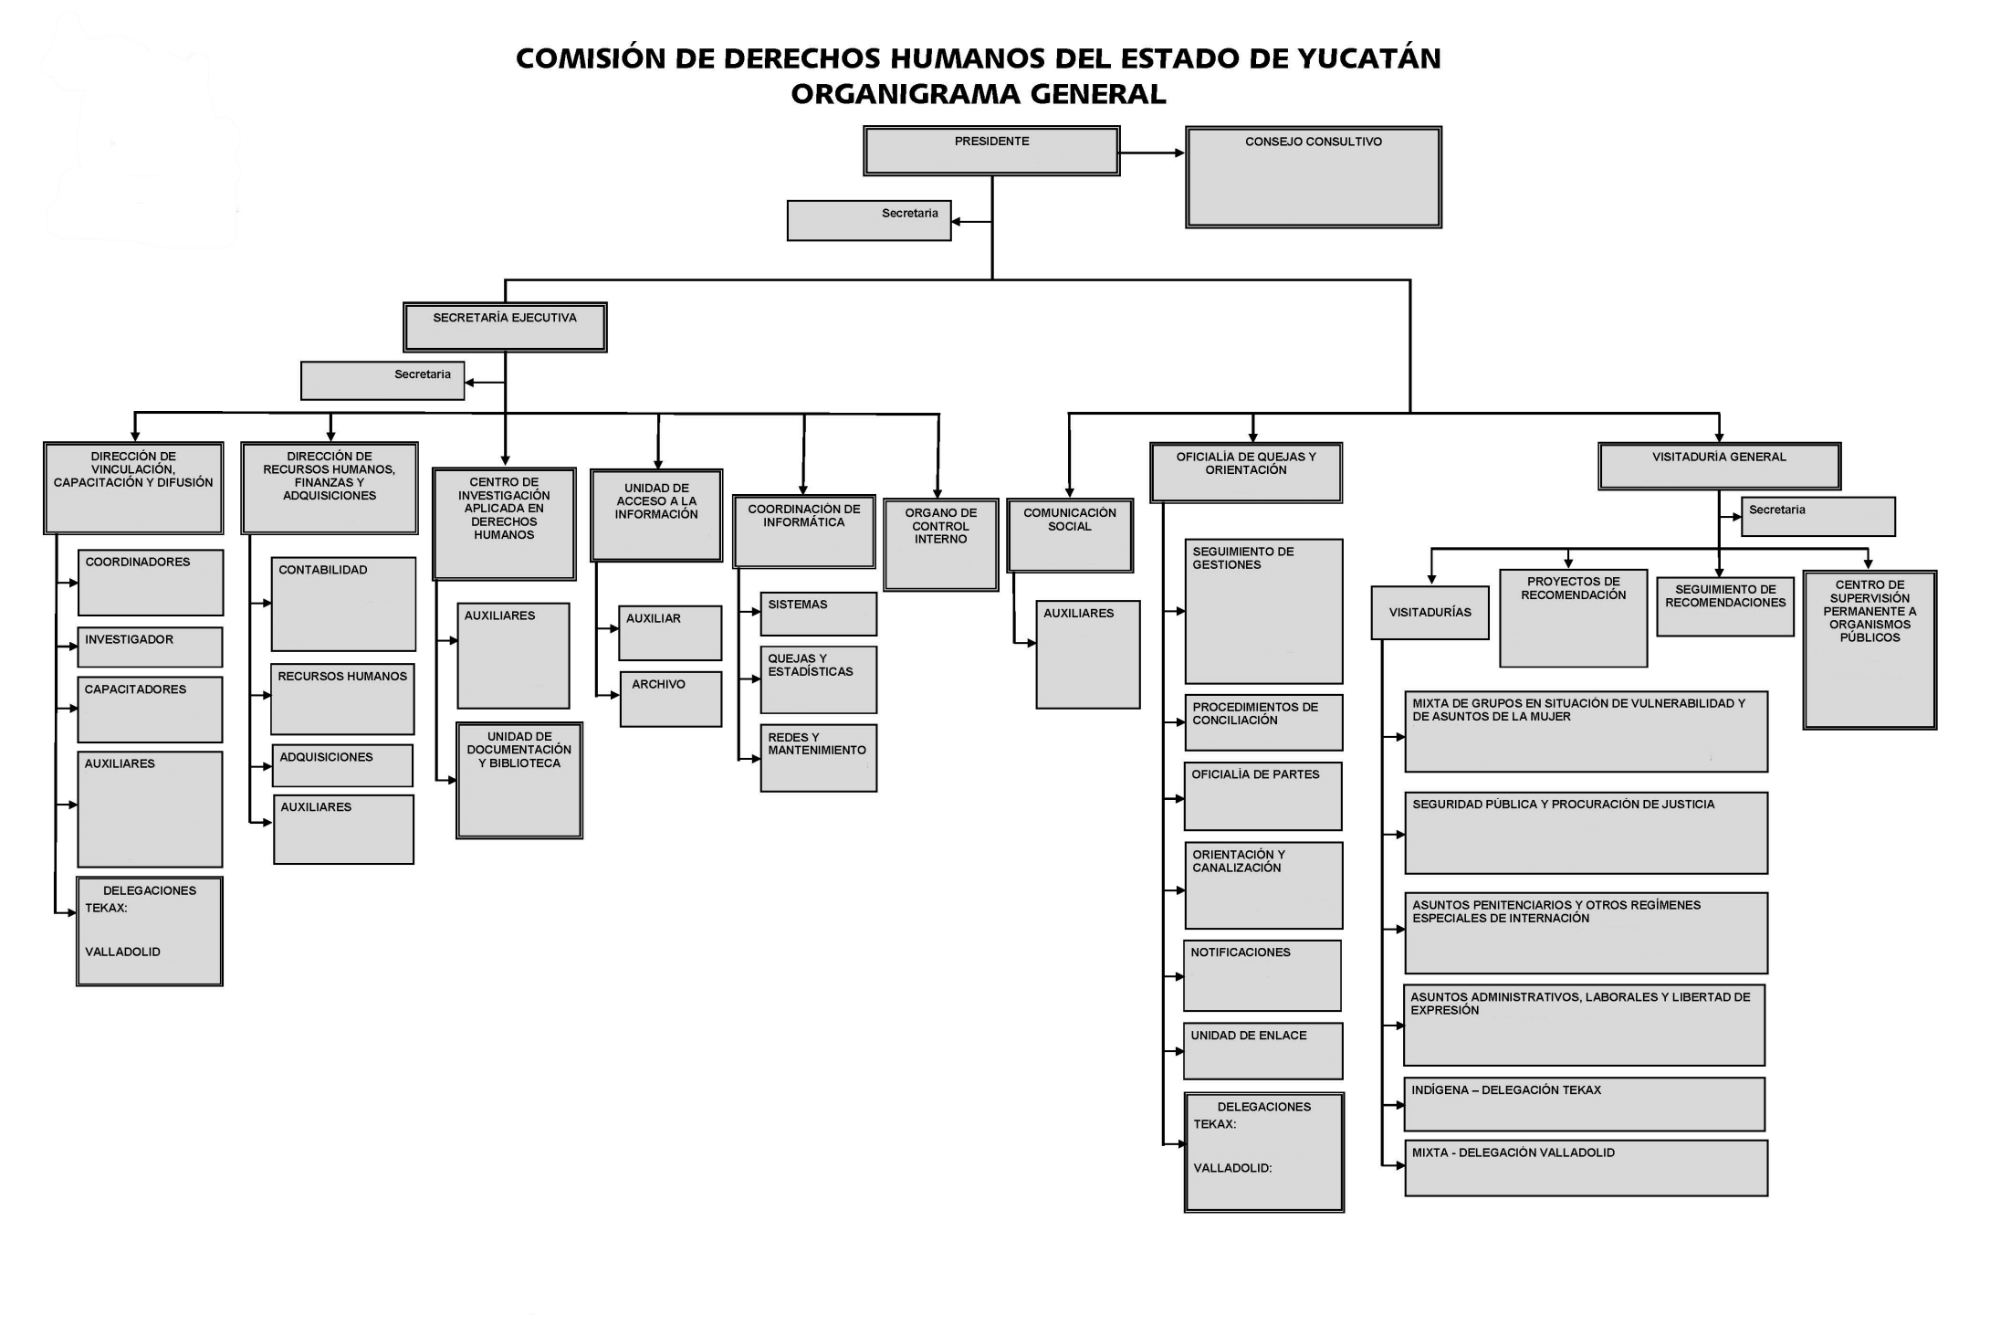 COMISIÓN DE DERECHOS HUMANOS DEL ESTADO DE YUCATÁN
ORGANIGRAMA GENERAL
PRESIDENTE
CONSEJO CONSULTIVO
Secretaria
SECRETARÍA EJECUTIVA
Secretaria
DIRECCIÓN DE
VINCULACIÓN,
CAPACITACIÓN Y DIFUSIÓN
COORDINADORES
INVESTIGADOR
CAPACITADORES
AUXILIARES
DELEGACIONES
TEKAX:
VALLADOLID
DIRECCIÓN DE
RECURSOS HUMANOS,
FINANZAS Y
ADQUISICIONES
CONTABILIDAD
RECURSOS HUMANOS
ADQUISICIONES
AUXILIARES
CENTRO DE
INVESTIGACIÓN
APLICADA EN
DERECHOS
HUMANOS
AUXILIARES
UNIDAD DE
DOCUMENTACIÓN
Y BIBLIOTECA
UNIDAD DE
ACCESO A LA
INFORMACIÓN
AUXILIAR
ARCHIVO
COORDINACIÓN DE
INFORMÁTICA
SISTEMAS
QUEJAS Y
ESTADÍSTICAS
REDES Y
MANTENIMIENTO
ORGANO DE
CONTROL
INTERNO
COMUNICACIÓN
SOCIAL
AUXILIARES
OFICIALÍA DE QUEJAS Y
ORIENTACIÓN
SEGUIMIENTO DE
GESTIONES
PROCEDIMIENTOS DE
CONCILIACIÓN
OFICIALÍA DE PARTES
ORIENTACIÓN Y
CANALIZACIÓN
NOTIFICACIONES
UNIDAD DE ENLACE
DELEGACIONES
TEKAX:
VALLADOLID:
VISITADURÍA GENERAL
Secretaria
VISITADURÍAS
PROYECTOS DE
RECOMENDACIÓN
SEGUIMIENTO DE
RECOMENDACIONES
CENTRO DE
SUPERVISIÓN
PERMANENTE A
ORGANISMOS
PÚBLICOS
MIXTA DE GRUPOS EN SITUACIÓN DE VULNERABILIDAD Y
DE ASUNTOS DE LA MUJER
SEGURIDAD PÚBLICA Y PROCURACIÓN DE JUSTICIA
ASUNTOS PENITENCIARIOS Y OTROS REGÍMENES
ESPECIALES DE INTERNACIÓN
ASUNTOS ADMINISTRATIVOS, LABORALES Y LIBERTAD DE
EXPRESIÓN
INDÍGENA – DELEGACIÓN TEKAX
MIXTA - DELEGACIÓN VALLADOLID